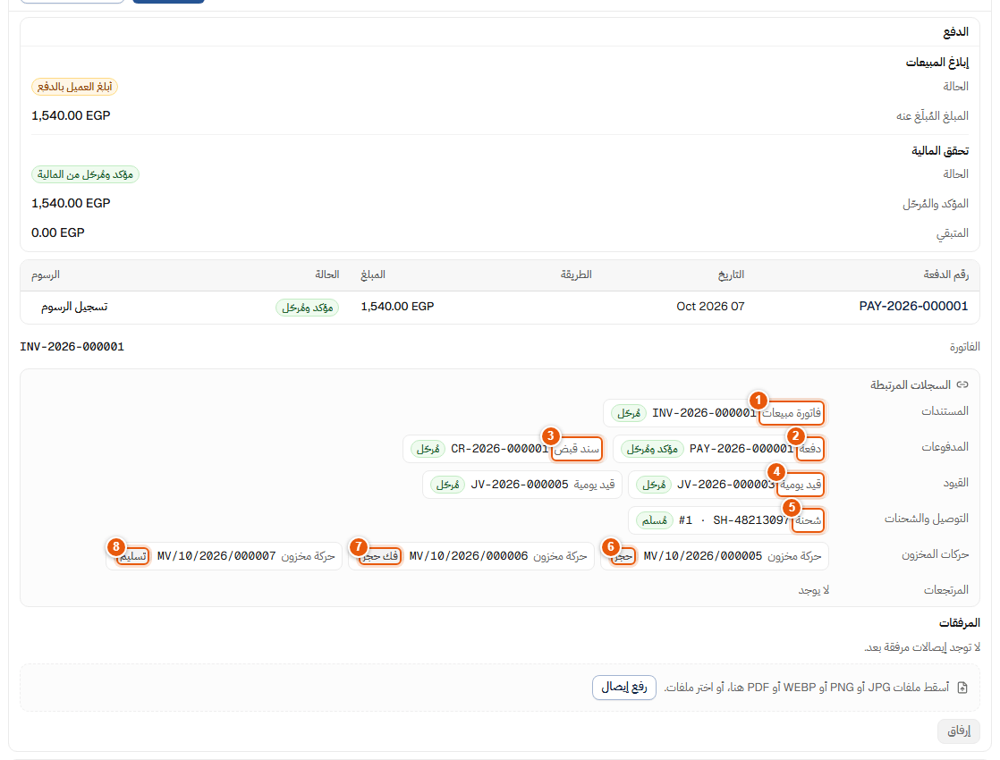 الدفع
إبلاغ المبيعات
الحالة أبلغ العميل بالدفع
المبلغ المُبلّغ عنه 1,540.00 EGP
تحقق المالية
الحالة مؤكد ومُرحّل من المالية
المؤكد والمُرحّل 1,540.00 EGP
المتبقي 0.00 EGP
رقم الدفعة التاريخ الطريقة المبلغ الحالة الرسوم
PAY-2026-000001 07 Oct 2026 1,540.00 EGP مؤكد ومُرحّل تسجيل الرسوم
الفاتورة INV-2026-000001
السجلات المرتبطة
المستندات 1 فاتورة مبيعات INV-2026-000001 مُرحّل
المدفوعات 2 دفعة PAY-2026-000001 مؤكد ومُرحّل 3 سند قبض CR-2026-000001 مُرحّل
القيود 4 قيد يومية JV-2026-000003 مُرحّل قيد يومية JV-2026-000005 مُرحّل
التوصيل والشحنات 5 شحنة SH-48213097 · #1 مُسلّم
حركات المخزون حركة مخزون MV/10/2026/000005 6 حجز حركة مخزون MV/10/2026/000006 7 فك حجز حركة مخزون MV/10/2026/000007 8 تسليم
المرتجعات لا يوجد
المرفقات
لا توجد إيصالات مرفقة بعد.
أسقط ملفات JPG أو PNG أو WEBP أو PDF هنا، أو اختر ملفات. رفع إيصال
إرفاق